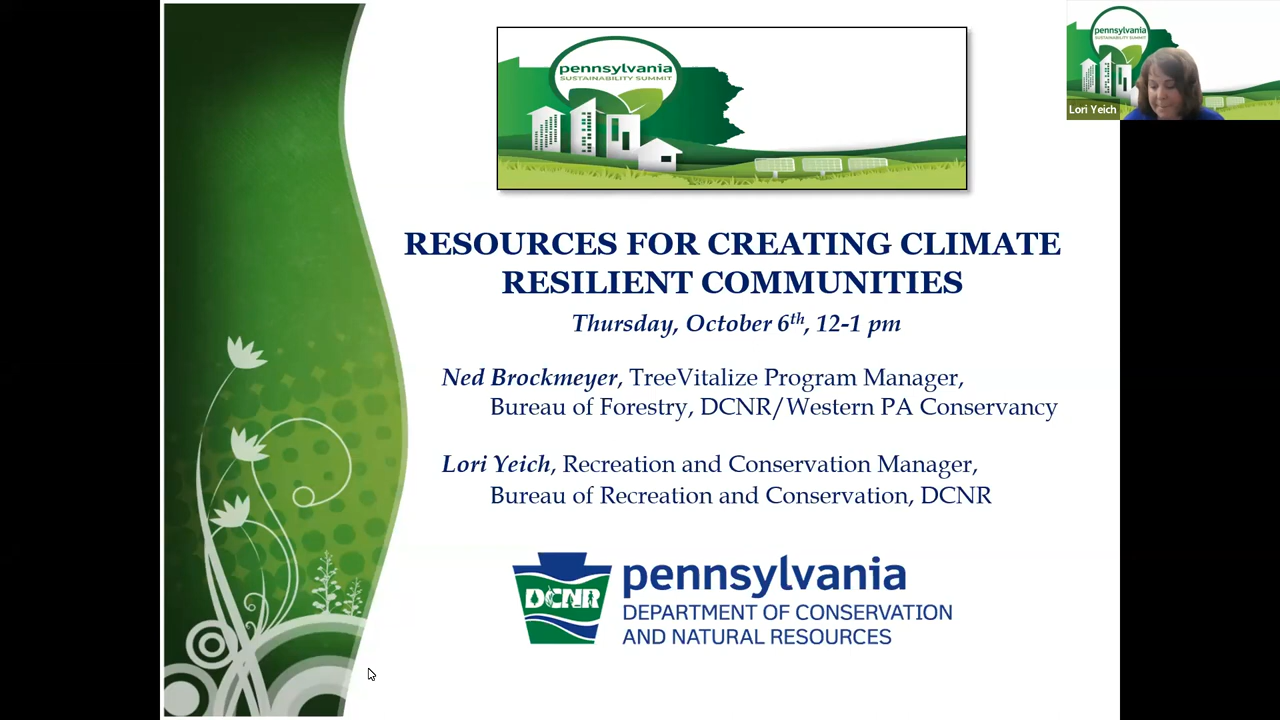 pennsylvania
SUSTAINABILITY SUMMIT
pennsylvania
SUSTAINABILITY SUMMIT
Lori Yeich
RESOURCES FOR CREATING CLIMATE
RESILIENT COMMUNITIES
Thursday, October 6th, 12-1 pm
Ned Brockmeyer, TreeVitalize Program Manager,
Bureau of Forestry, DCNR/Western PA Conservancy
Lori Yeich, Recreation and Conservation Manager,
Bureau of Recreation and Conservation, DCNR
DCNR
pennsylvania
DEPARTMENT OF CONSERVATION
AND NATURAL RESOURCES